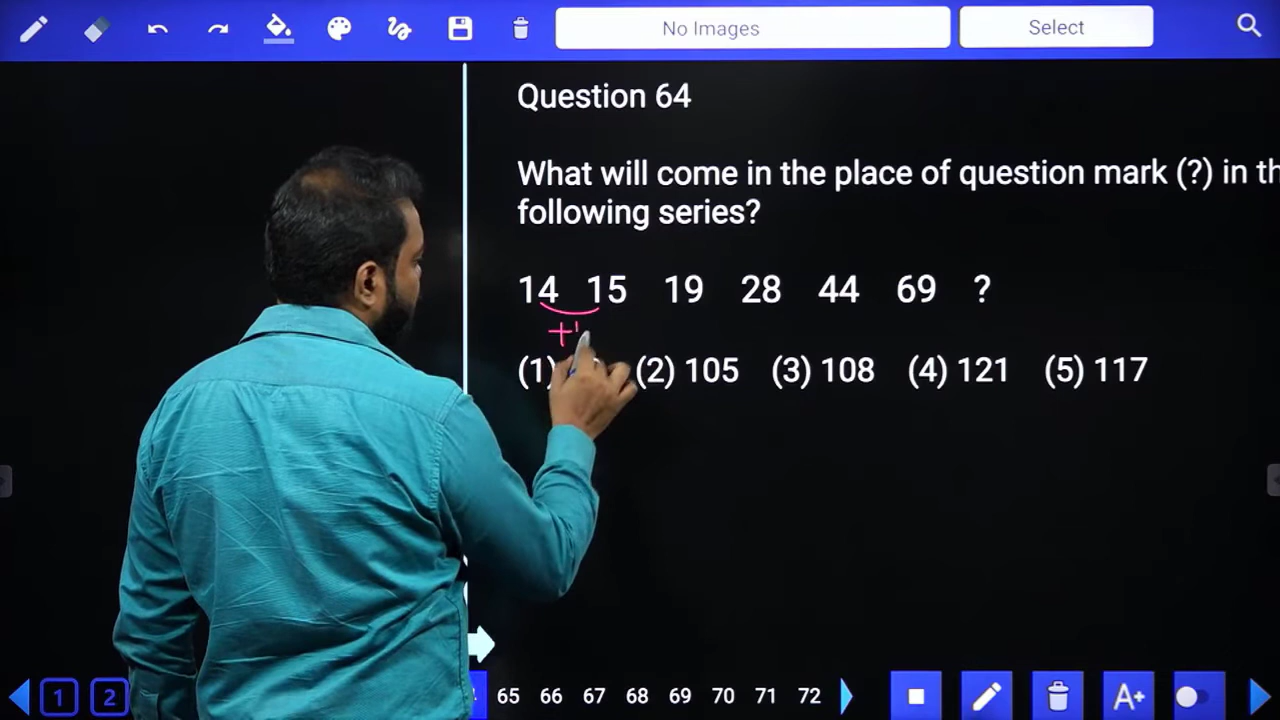 No Images
Select
Question 64
What will come in the place of question mark (?) in th
following series?
14 15 19 28 44 69 ?
+1
(1) (2) 105 (3) 108 (4) 121 (5) 117
1 2 65 66 67 68 69 70 71 72 A+